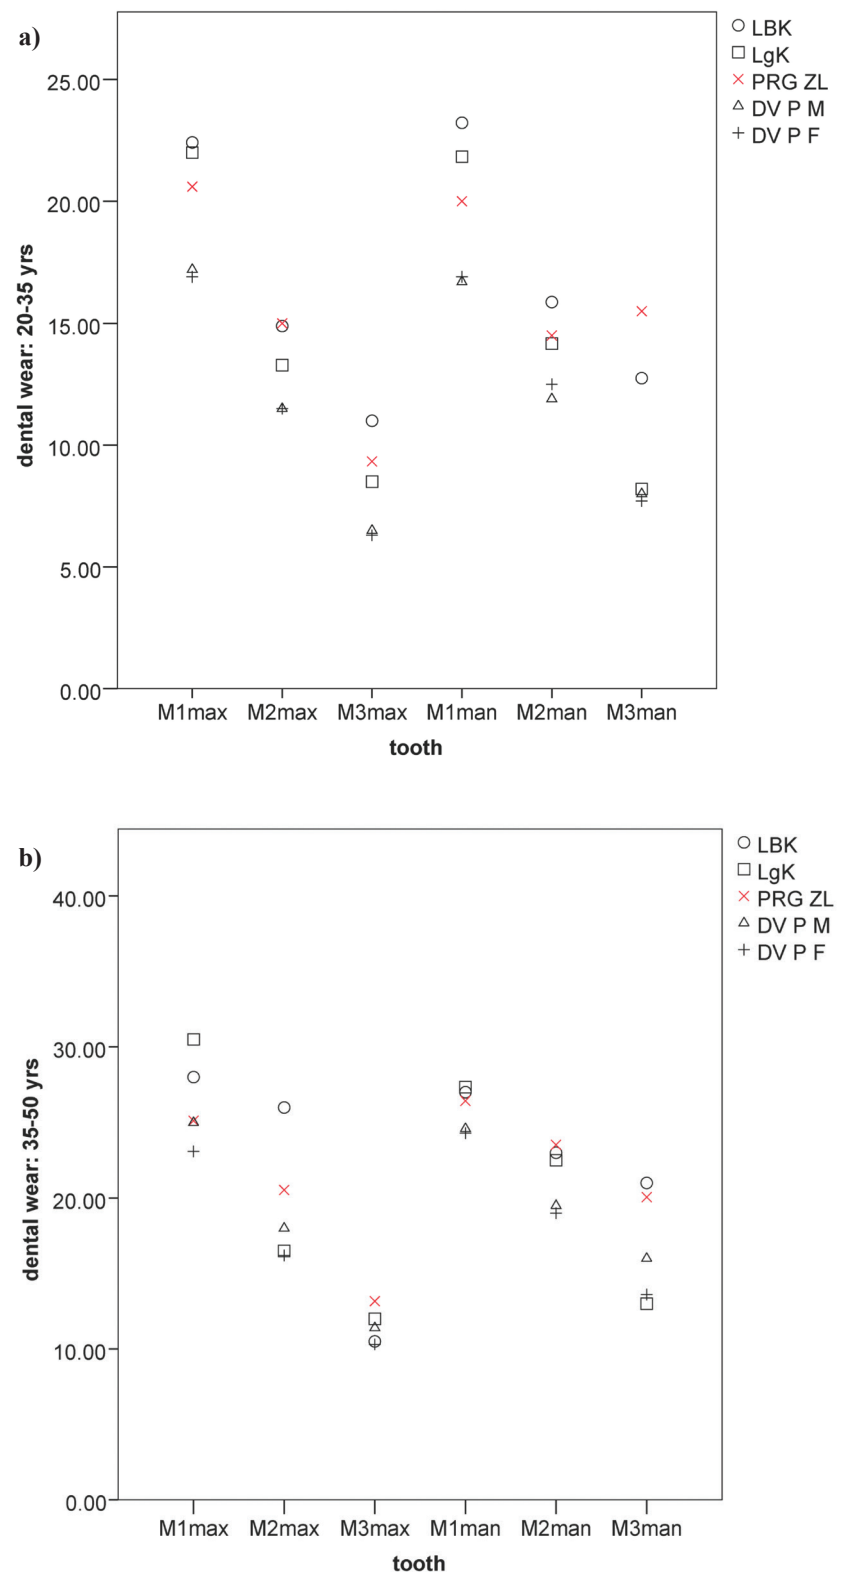 a)
LBK
LgK
PRG ZL
DV P M
DV P F
25.00
20.00
15.00
10.00
5.00
0.00
dental wear: 20-35 yrs
M1max M2max M3max M1man M2man M3man
tooth
b)
LBK
LgK
PRG ZL
DV P M
DV P F
40.00
30.00
20.00
10.00
0.00
dental wear: 35-50 yrs
M1max M2max M3max M1man M2man M3man
tooth